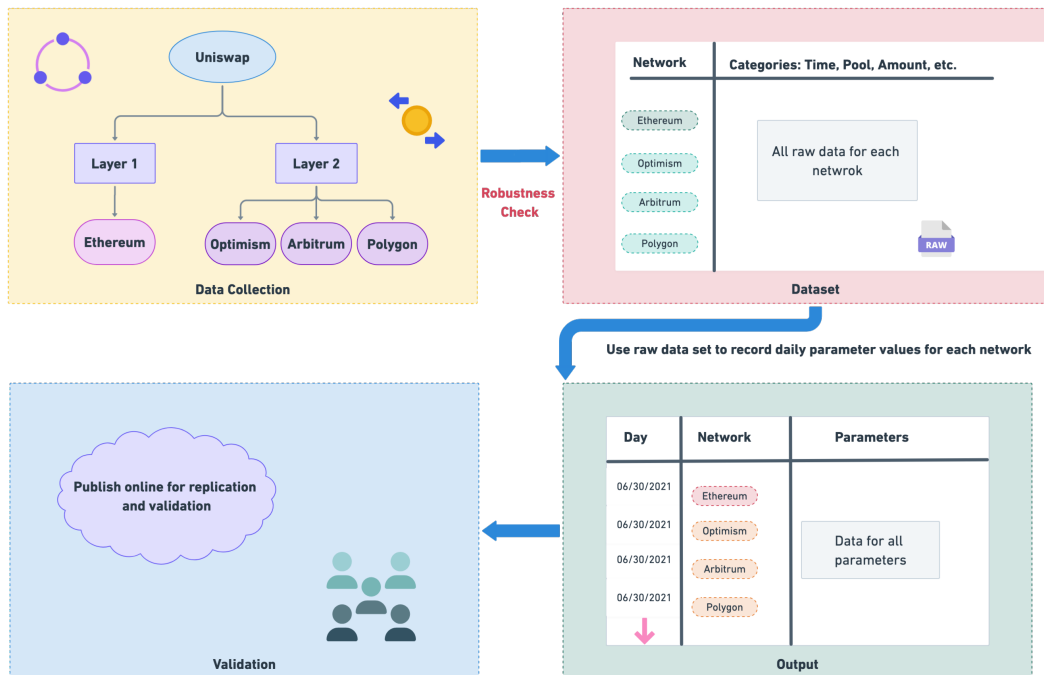 Uniswap
Layer 1
Layer 2
Ethereum
Optimism
Arbitrum
Polygon
Data Collection
Robustness
Check
Network
Categories: Time, Pool, Amount, etc.
Ethereum
Optimism
Arbitrum
Polygon
All raw data for each
netwrok
RAW
Dataset
Use raw data set to record daily parameter values for each network
Day
Network
Parameters
06/30/2021
Ethereum
06/30/2021
Optimism
06/30/2021
Arbitrum
06/30/2021
Polygon
Data for all
parameters
Output
Publish online for replication
and validation
Validation